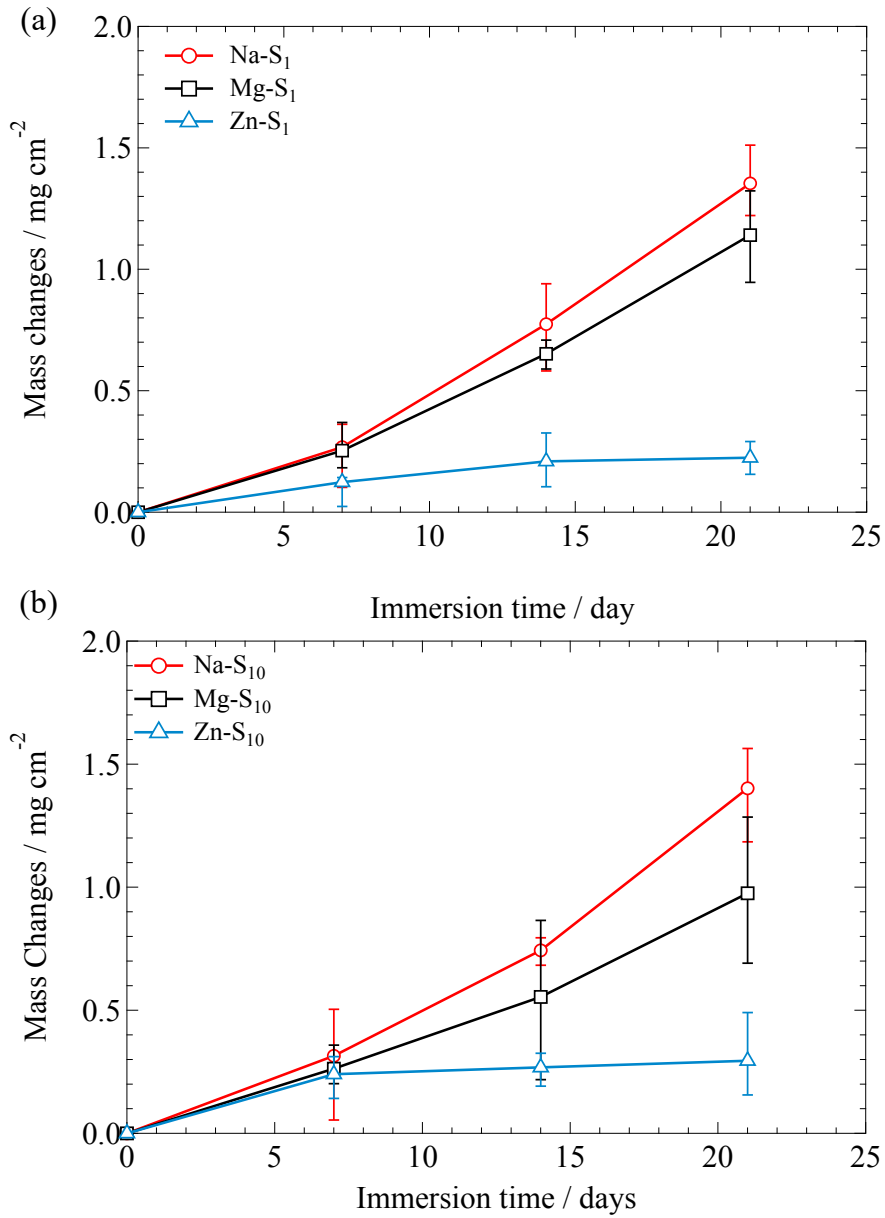 (a)
Na-S₁
Mg-S₁
Zn-S₁
Mass changes / mg cm⁻²
2.0
1.5
1.0
0.5
0.0
0 5 10 15 20 25
Immersion time / day
(b)
Na-S₁₀
Mg-S₁₀
Zn-S₁₀
Mass Changes / mg cm⁻²
2.0
1.5
1.0
0.5
0.0
0 5 10 15 20 25
Immersion time / days